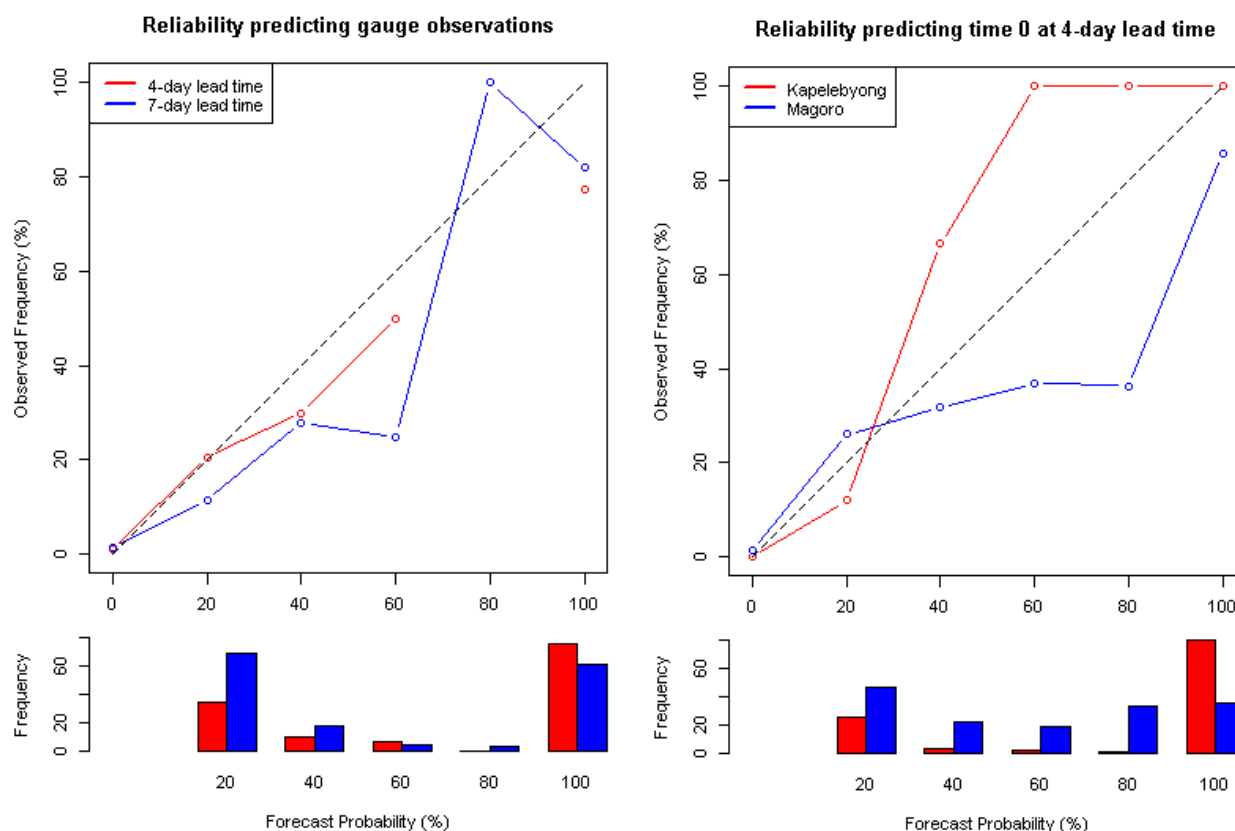 Reliability predicting gauge observations
4-day lead time
7-day lead time
Observed Frequency (%)
100
80
60
40
20
0
0 20 40 60 80 100
Frequency
60
20
0
20 40 60 80 100
Forecast Probability (%)
Reliability predicting time 0 at 4-day lead time
Kapelebyong
Magoro
Observed Frequency (%)
100
80
60
40
20
0
0 20 40 60 80 100
Frequency
60
20
0
20 40 60 80 100
Forecast Probability (%)